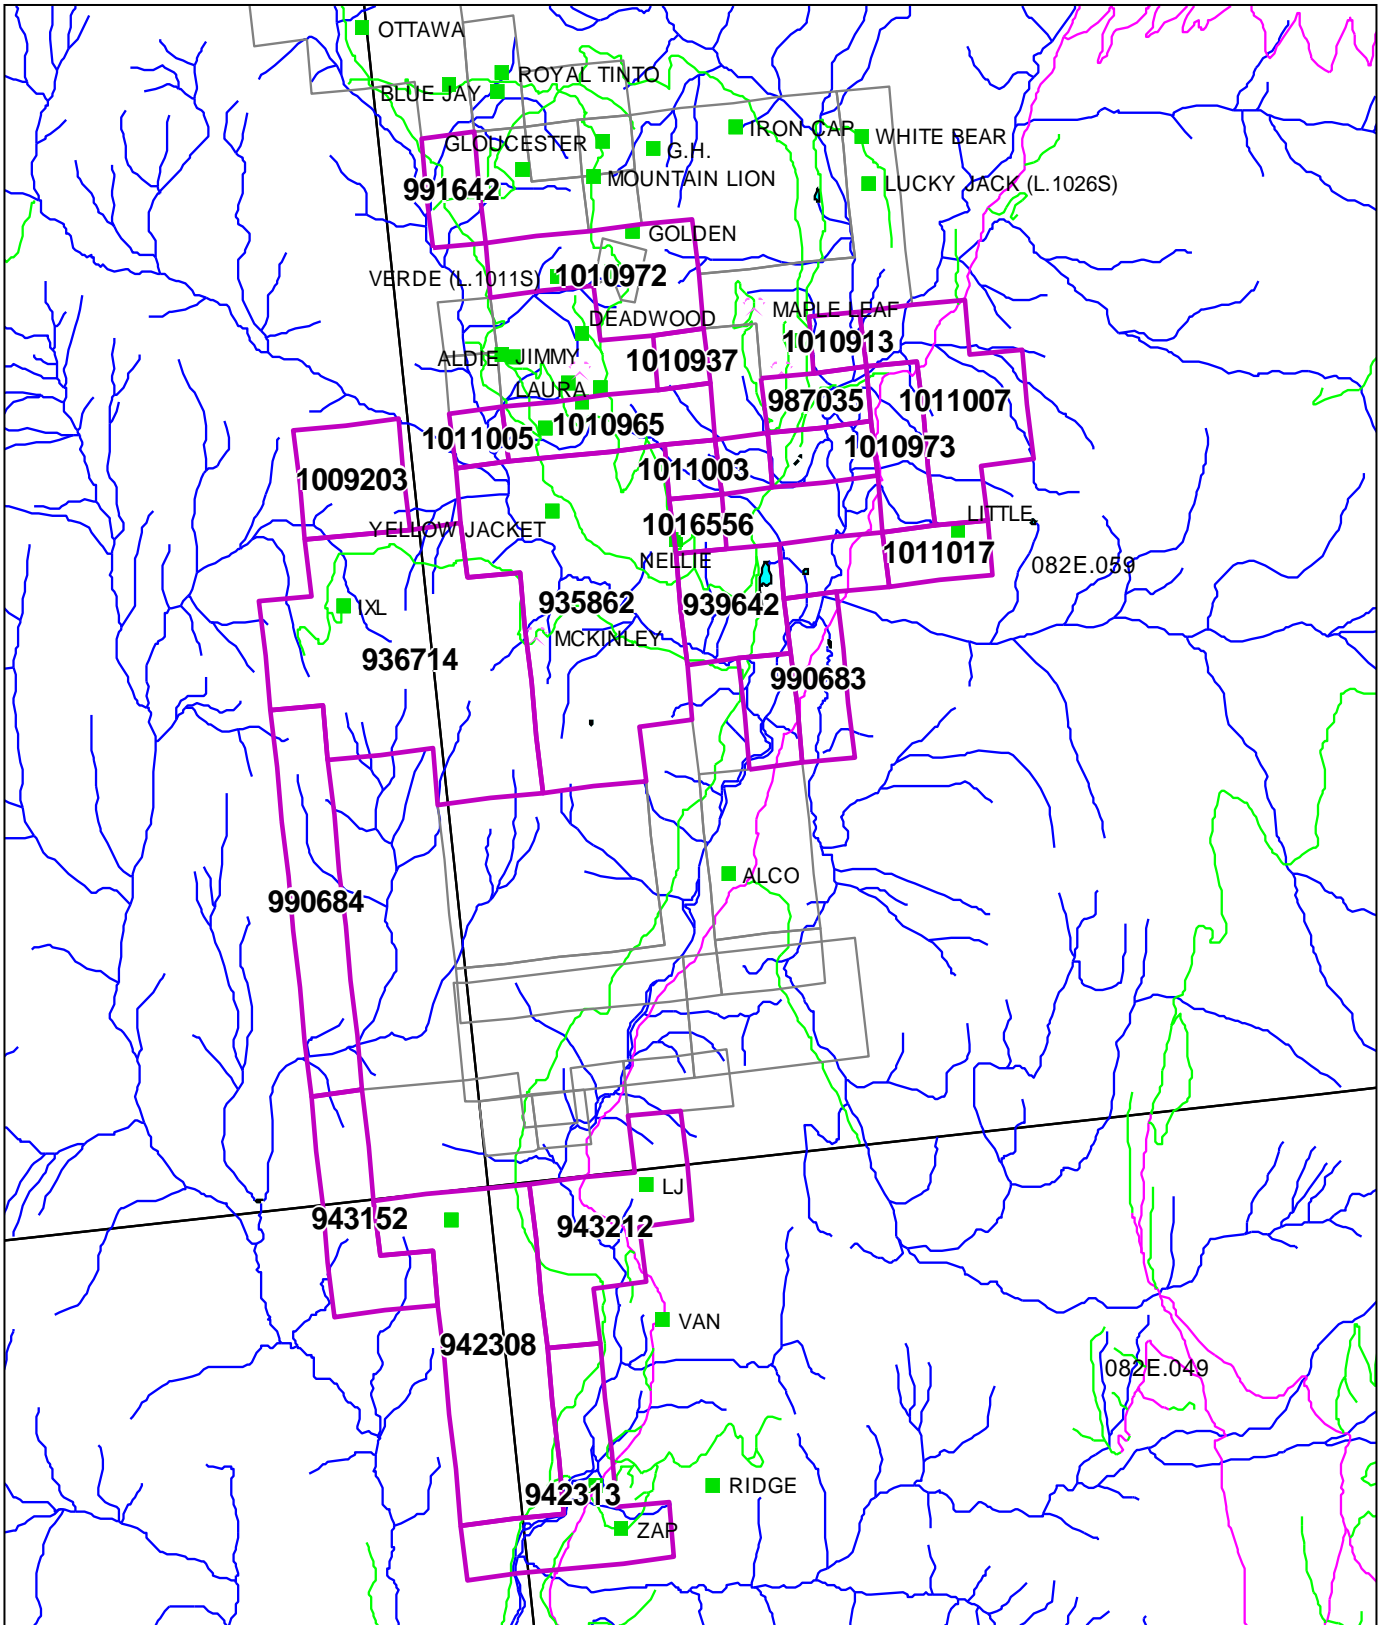 OTTAWA
ROYAL TINTO
BLUE JAY
IRON CAP
WHITE BEAR
GLOUCESTER
G.H.
MOUNTAIN LION
LUCKY JACK (L.1026S)
991642
GOLDEN
VERDE (L.1011S)
1010972
MAPLE LEAF
DEADWOOD
1010913
ALDIE
JIMMY
1010937
LAURA
987035
1011007
1011005
1010965
1010973
1009203
1011003
LITTLE
YELLOW JACKET
1016556
NELLIE
1011017
082E.059
IXL
935862
939642
MCKINLEY
936714
990683
ALCO
990684
LJ
943152
943212
VAN
942308
082E.049
942313
RIDGE
ZAP